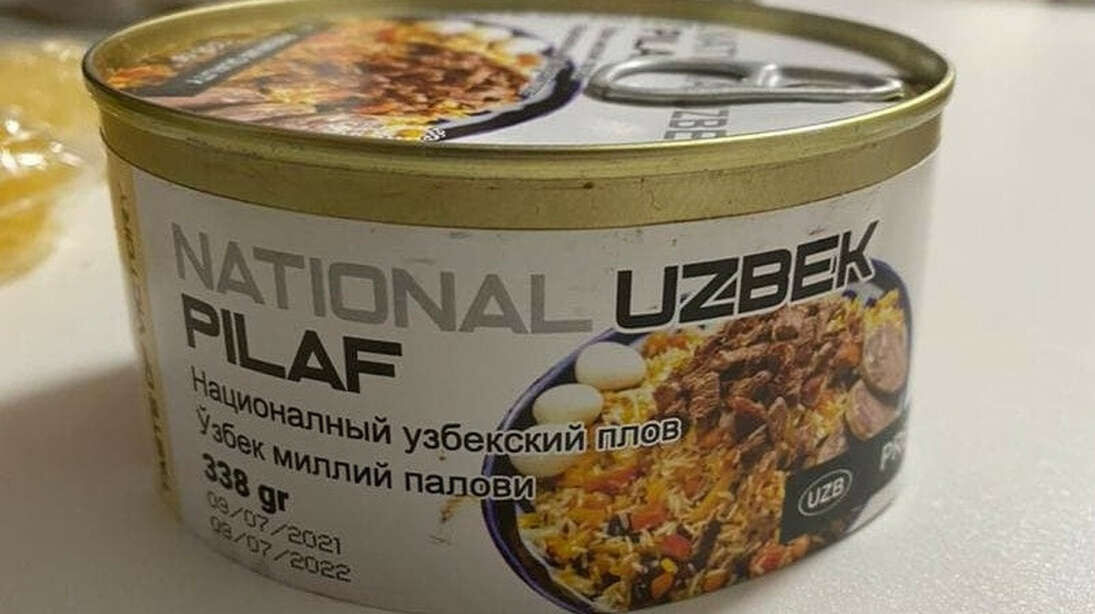 NATIONAL UZBEK
PILAF
Националный узбекский плов
Ўзбек миллий палови
338 gr
09/07/2021
09/07/2022
UZB